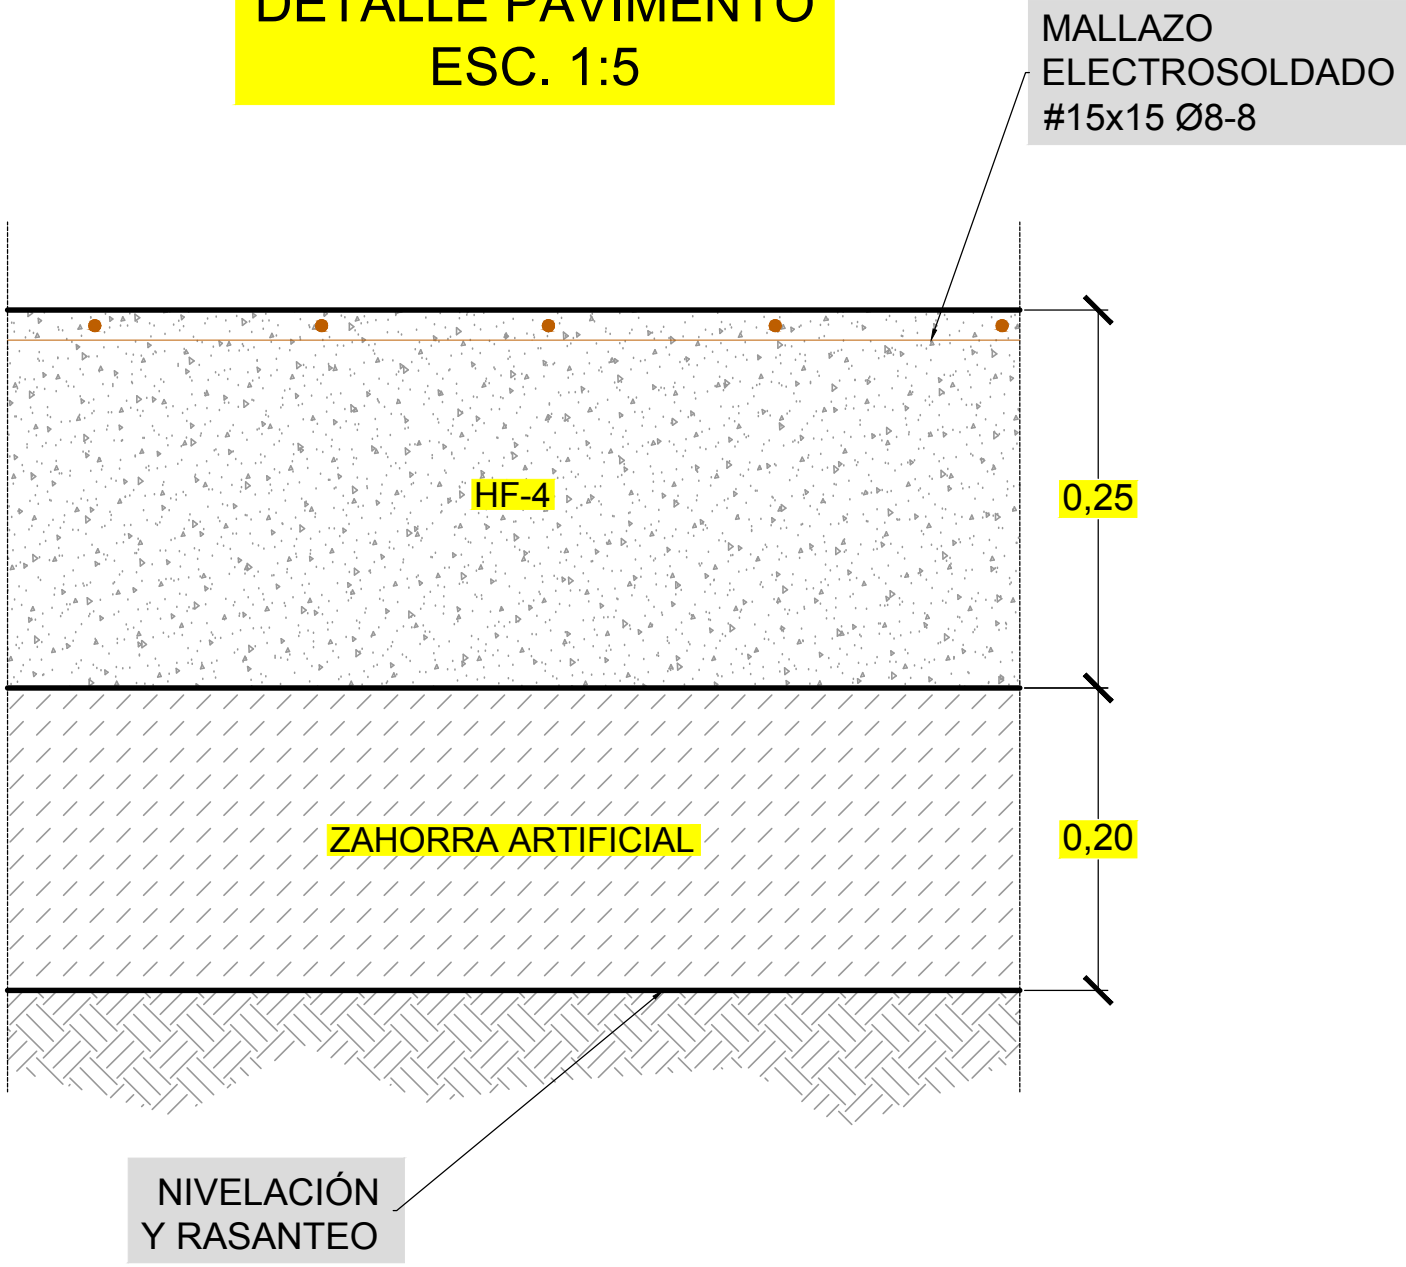 DETALLE PAVIMENTO
ESC. 1:5
MALLAZO
ELECTROSOLDADO
#15x15 Ø8-8
HF-4
0,25
ZAHORRA ARTIFICIAL
0,20
NIVELACIÓN
Y RASANTEO